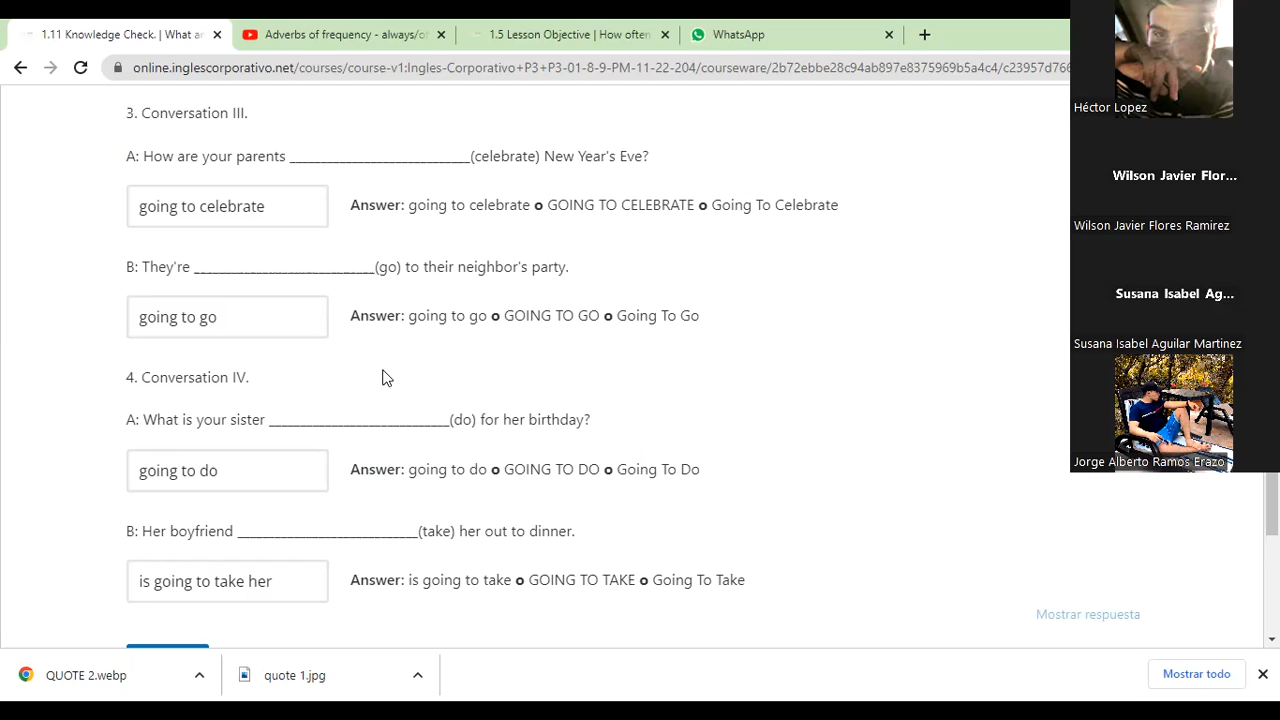 1.11 Knowledge Check. | What ar
Adverbs of frequency - always/of
1.5 Lesson Objective | How often
WhatsApp
online.inglescorporativo.net/courses/course-v1:Ingles-Corporativo+P3+P3-01-8-9-PM-11-22-204/courseware/2b72ebbe28c94ab897e8375969b5a4c4/c23957d766
3. Conversation III.
A: How are your parents ___________________________(celebrate) New Year's Eve?
going to celebrate
Answer: going to celebrate o GOING TO CELEBRATE o Going To Celebrate
B: They're ___________________________(go) to their neighbor's party.
going to go
Answer: going to go o GOING TO GO o Going To Go
4. Conversation IV.
A: What is your sister ___________________________(do) for her birthday?
going to do
Answer: going to do o GOING TO DO o Going To Do
B: Her boyfriend ___________________________(take) her out to dinner.
is going to take her
Answer: is going to take o GOING TO TAKE o Going To Take
Mostrar respuesta
QUOTE 2.webp
quote 1.jpg
Mostrar todo
Héctor Lopez
Wilson Javier Flor...
Wilson Javier Flores Ramirez
Susana Isabel Ag...
Susana Isabel Aguilar Martinez
Jorge Alberto Ramos Erazo